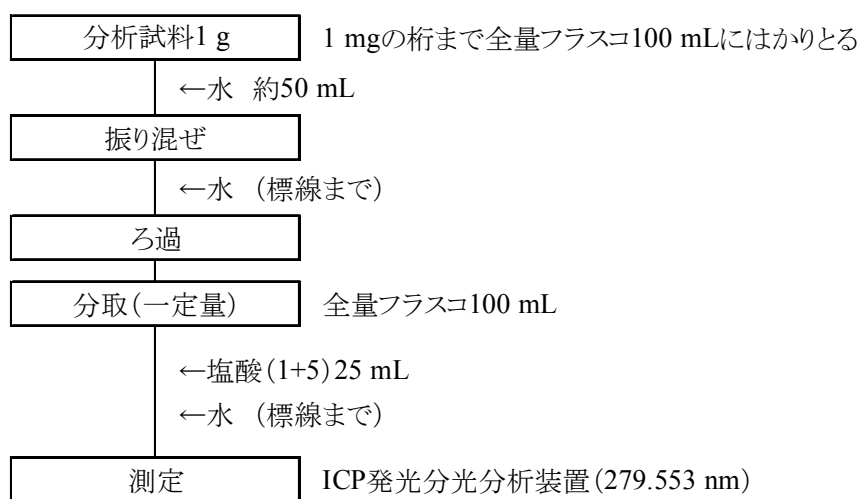 分析試料1 g 1 mgの桁まで全量フラスコ100 mLにはかりとる
←水 約50 mL
振り混ぜ
←水 (標線まで)
ろ過
分取(一定量) 全量フラスコ100 mL
←塩酸(1+5)25 mL
←水 (標線まで)
測定 ICP発光分光分析装置(279.553 nm)